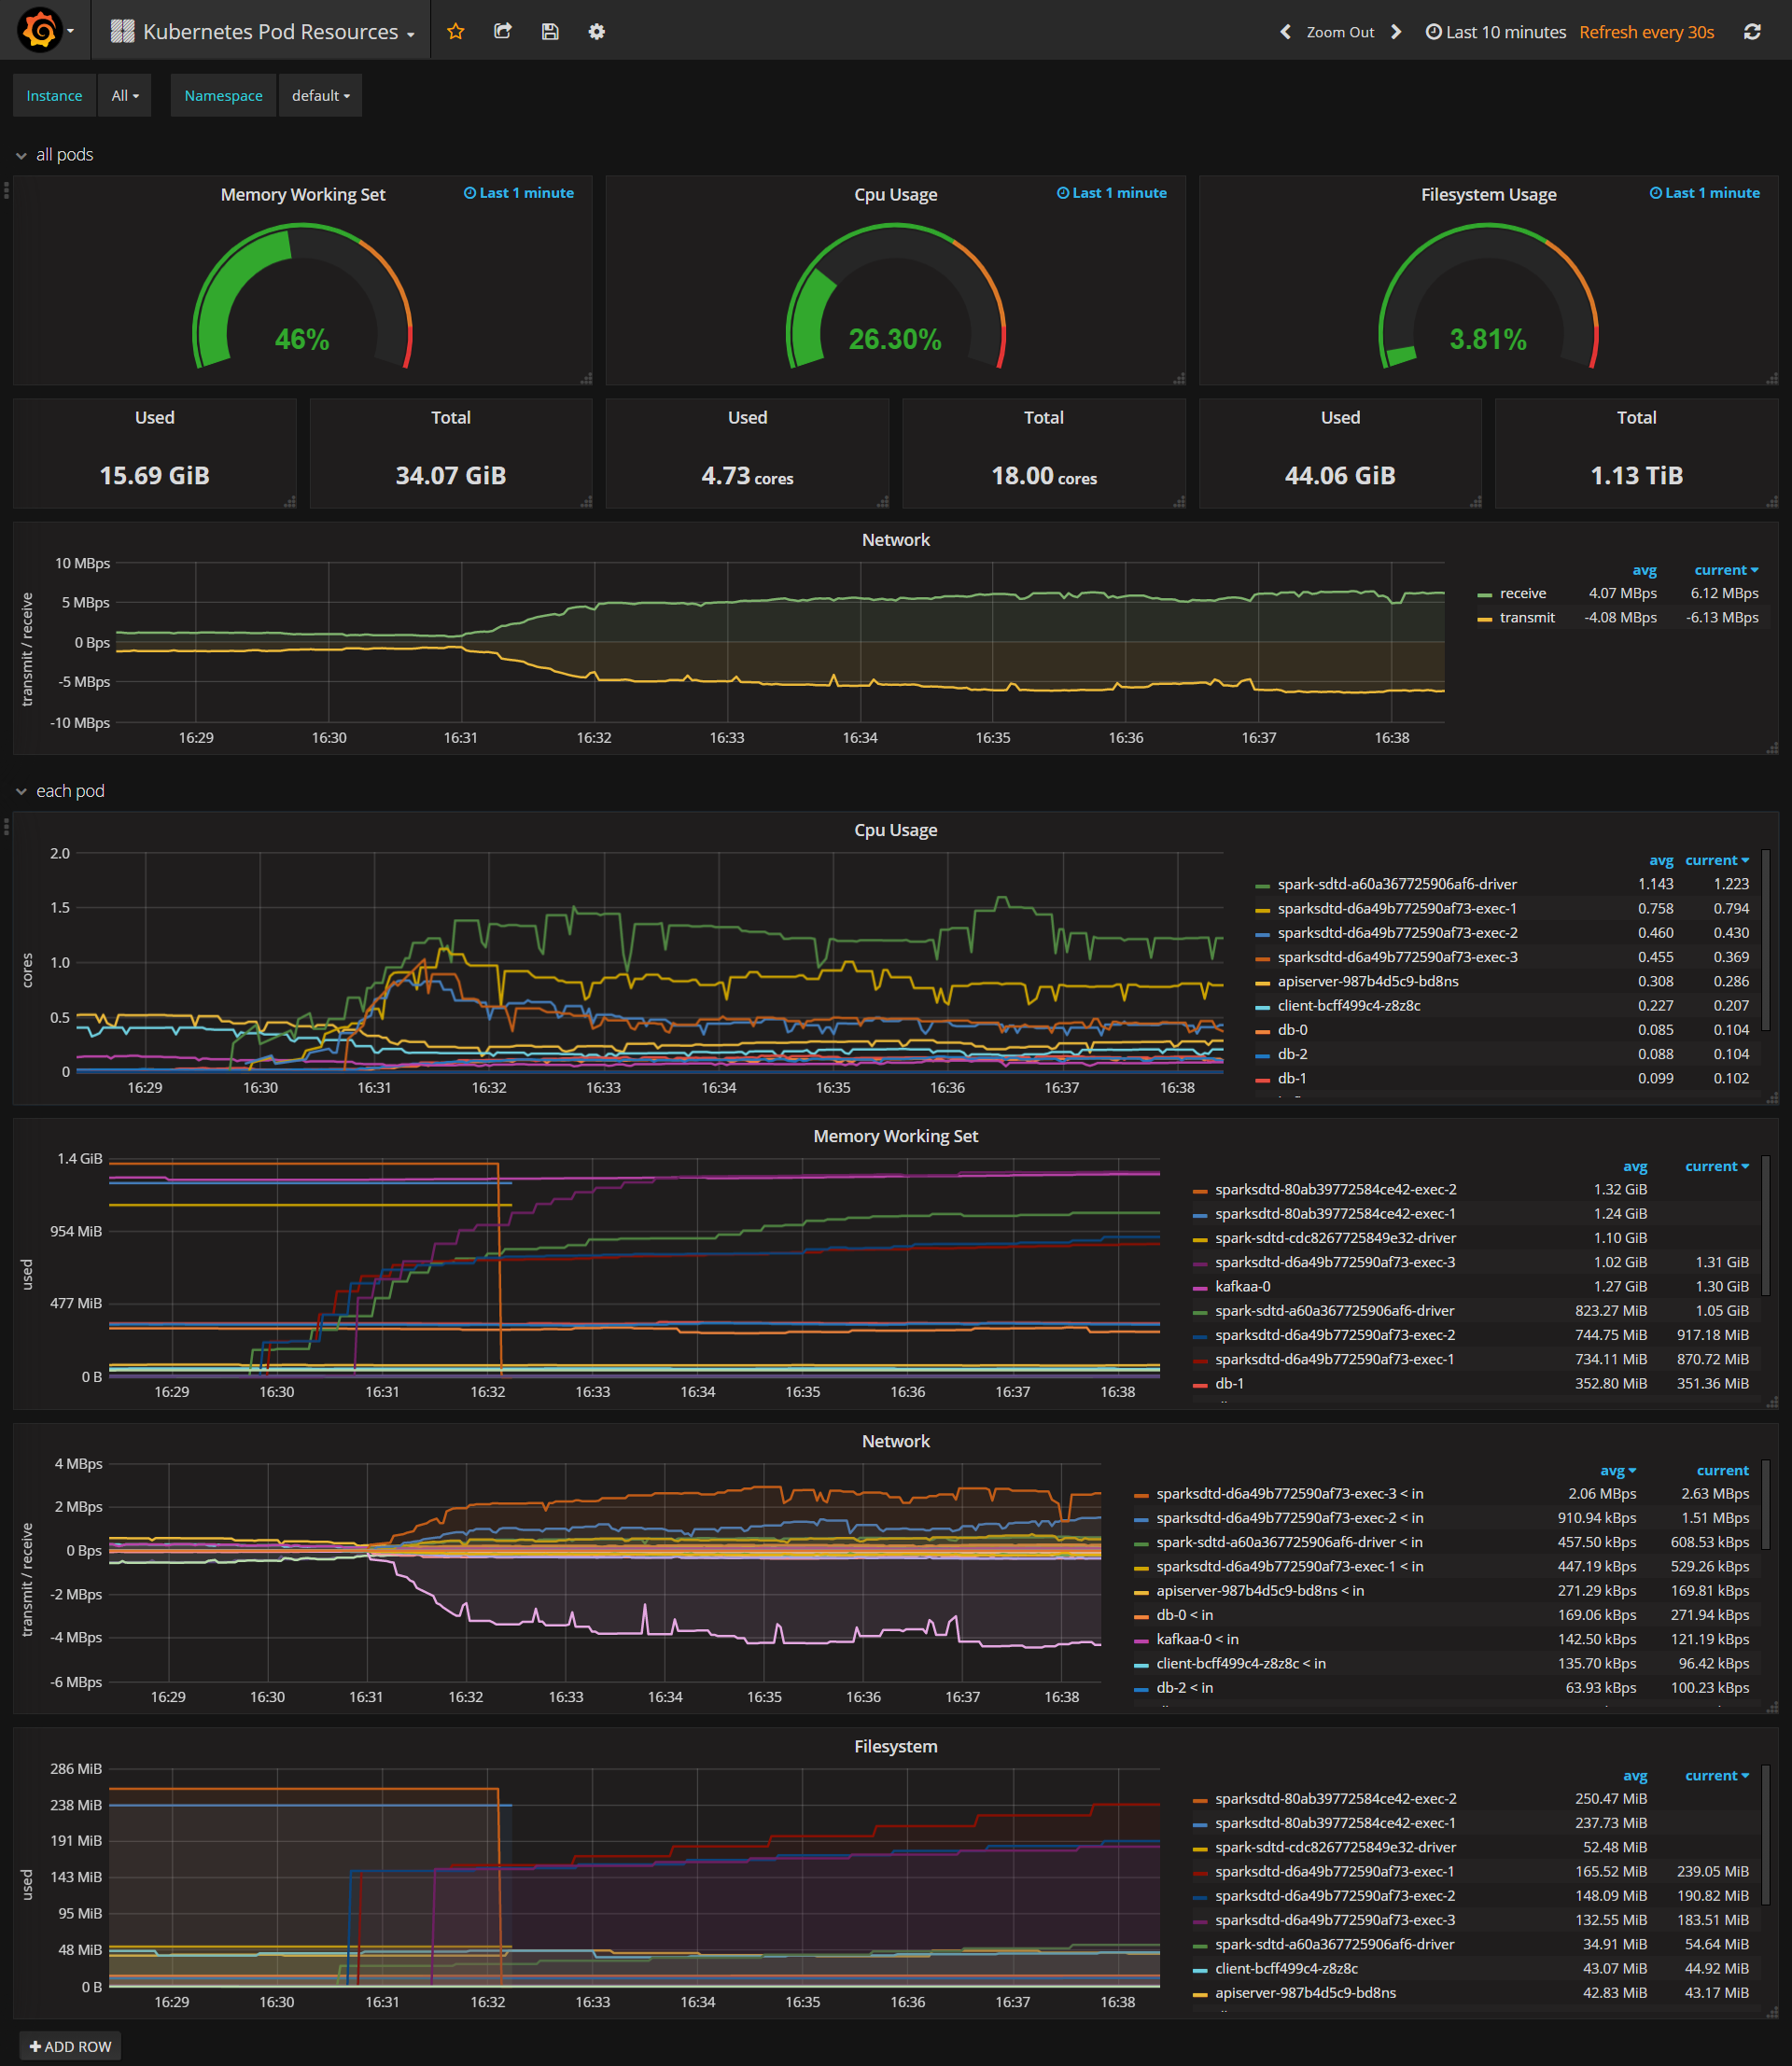 Kubernetes Pod Resources
Zoom Out
Last 10 minutes
Refresh every 30s
Instance
All
Namespace
default
all pods
Memory Working Set
Last 1 minute
46%
Cpu Usage
Last 1 minute
26.30%
Filesystem Usage
Last 1 minute
3.81%
Used
15.69 GiB
Total
34.07 GiB
Used
4.73 cores
Total
18.00 cores
Used
44.06 GiB
Total
1.13 TiB
Network
transmit / receive
10 MBps
5 MBps
0 Bps
-5 MBps
-10 MBps
16:29 16:30 16:31 16:32 16:33 16:34 16:35 16:36 16:37 16:38
avg current
receive 4.07 MBps 6.12 MBps
transmit -4.08 MBps -6.13 MBps
each pod
Cpu Usage
cores
2.0
1.5
1.0
0.5
0
16:29 16:30 16:31 16:32 16:33 16:34 16:35 16:36 16:37 16:38
avg current
spark-sdtd-a60a367725906af6-driver 1.143 1.223
sparksdtd-d6a49b772590af73-exec-1 0.758 0.794
sparksdtd-d6a49b772590af73-exec-2 0.460 0.430
sparksdtd-d6a49b772590af73-exec-3 0.455 0.369
apiserver-987b4d5c9-bd8ns 0.308 0.286
client-bcff499c4-z8z8c 0.227 0.207
db-0 0.085 0.104
db-2 0.088 0.104
db-1 0.099 0.102
Memory Working Set
used
1.4 GiB
954 MiB
477 MiB
0 B
16:29 16:30 16:31 16:32 16:33 16:34 16:35 16:36 16:37 16:38
avg current
sparksdtd-80ab39772584ce42-exec-2 1.32 GiB
sparksdtd-80ab39772584ce42-exec-1 1.24 GiB
spark-sdtd-cdc8267725849e32-driver 1.10 GiB
sparksdtd-d6a49b772590af73-exec-3 1.02 GiB 1.31 GiB
kafkaa-0 1.27 GiB 1.30 GiB
spark-sdtd-a60a367725906af6-driver 823.27 MiB 1.05 GiB
sparksdtd-d6a49b772590af73-exec-2 744.75 MiB 917.18 MiB
sparksdtd-d6a49b772590af73-exec-1 734.11 MiB 870.72 MiB
db-1 352.80 MiB 351.36 MiB
Network
transmit / receive
4 MBps
2 MBps
0 Bps
-2 MBps
-4 MBps
-6 MBps
16:29 16:30 16:31 16:32 16:33 16:34 16:35 16:36 16:37 16:38
avg current
sparksdtd-d6a49b772590af73-exec-3 < in 2.06 MBps 2.63 MBps
sparksdtd-d6a49b772590af73-exec-2 < in 910.94 kBps 1.51 MBps
spark-sdtd-a60a367725906af6-driver < in 457.50 kBps 608.53 kBps
sparksdtd-d6a49b772590af73-exec-1 < in 447.19 kBps 529.26 kBps
apiserver-987b4d5c9-bd8ns < in 271.29 kBps 169.81 kBps
db-0 < in 169.06 kBps 271.94 kBps
kafkaa-0 < in 142.50 kBps 121.19 kBps
client-bcff499c4-z8z8c < in 135.70 kBps 96.42 kBps
db-2 < in 63.93 kBps 100.23 kBps
Filesystem
used
286 MiB
238 MiB
191 MiB
143 MiB
95 MiB
48 MiB
0 B
16:29 16:30 16:31 16:32 16:33 16:34 16:35 16:36 16:37 16:38
avg current
sparksdtd-80ab39772584ce42-exec-2 250.47 MiB
sparksdtd-80ab39772584ce42-exec-1 237.73 MiB
spark-sdtd-cdc8267725849e32-driver 52.48 MiB
sparksdtd-d6a49b772590af73-exec-1 165.52 MiB 239.05 MiB
sparksdtd-d6a49b772590af73-exec-2 148.09 MiB 190.82 MiB
sparksdtd-d6a49b772590af73-exec-3 132.55 MiB 183.51 MiB
spark-sdtd-a60a367725906af6-driver 34.91 MiB 54.64 MiB
client-bcff499c4-z8z8c 43.07 MiB 44.92 MiB
apiserver-987b4d5c9-bd8ns 42.83 MiB 43.17 MiB
ADD ROW